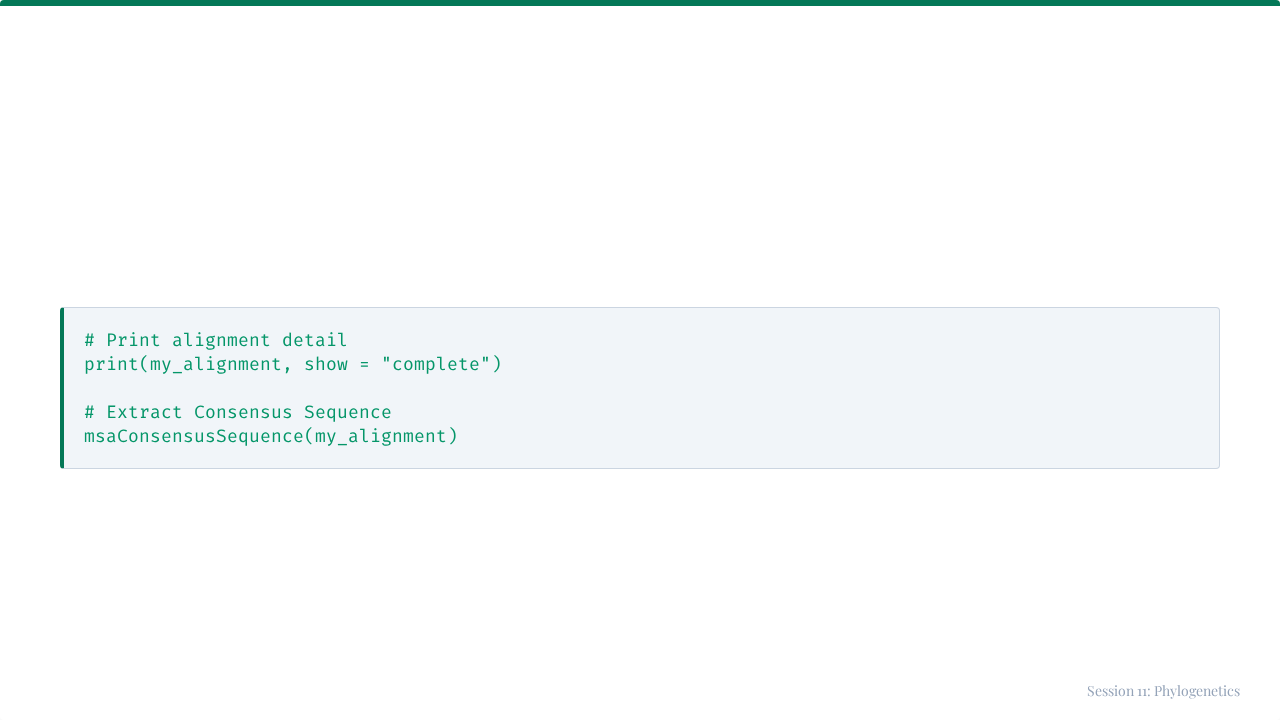 # Print alignment detail
print(my_alignment, show = "complete")
# Extract Consensus Sequence
msaConsensusSequence(my_alignment)
Session 11: Phylogenetics